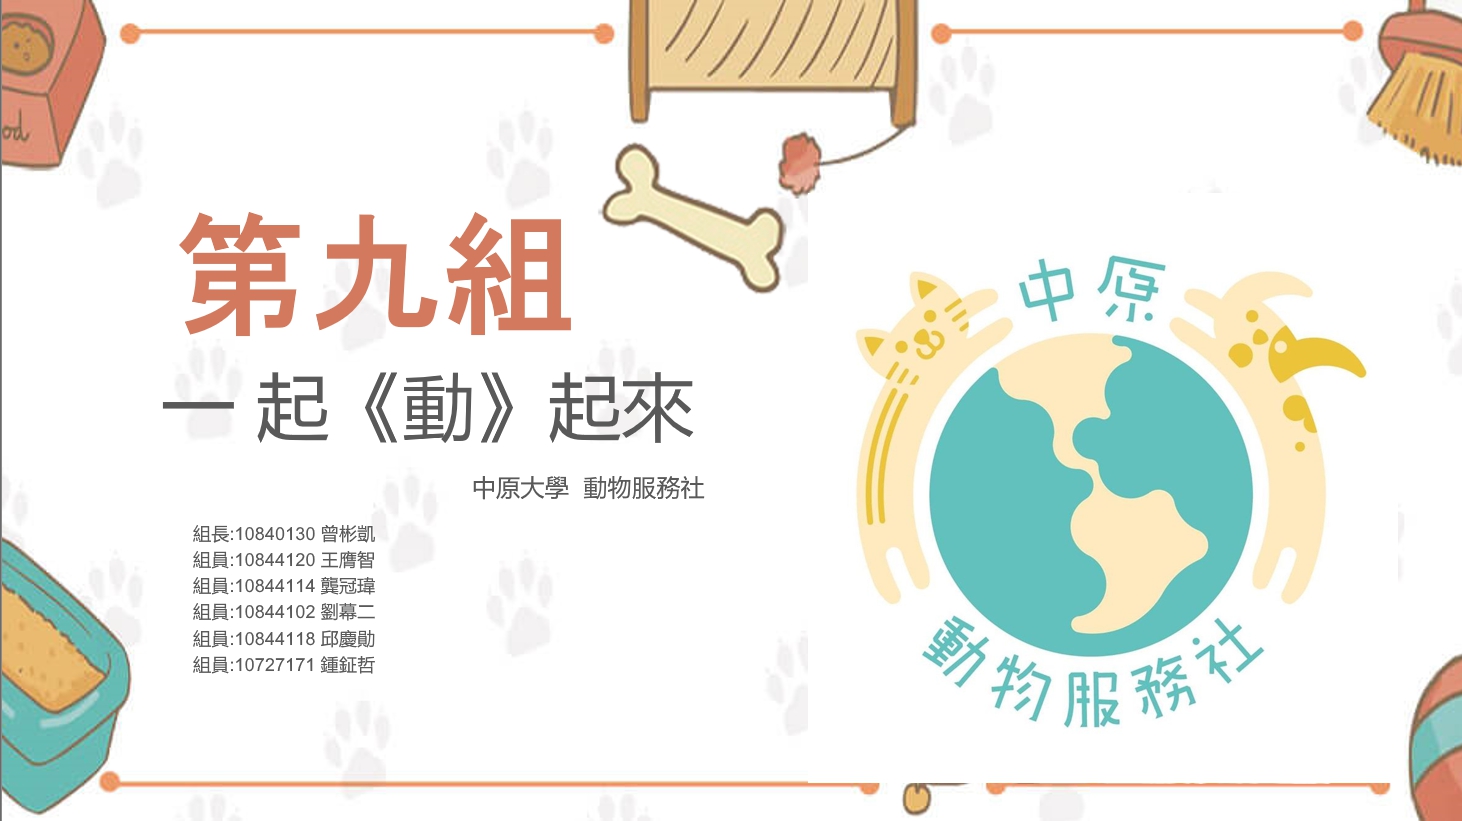 od
第九組
一起《動》起來
中原大學 動物服務社
組長:10840130 曾彬凱
組員:10844120 王膺智
組員:10844114 龔冠瑋
組員:10844102 劉幕二
組員:10844118 邱慶勛
組員:10727171 鍾鉦哲
中原
動物服務社